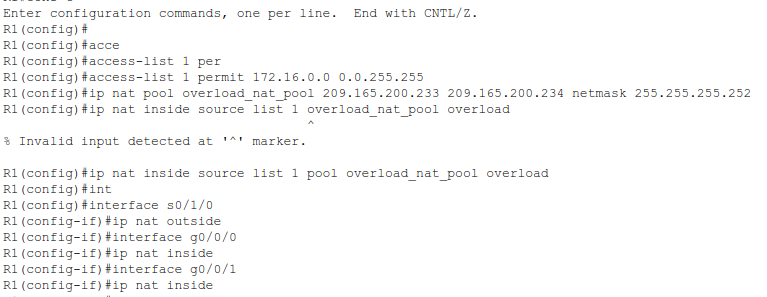 Enter configuration commands, one per line.  End with CNTL/Z.
R1(config)#
R1(config)#acce
R1(config)#access-list 1 per
R1(config)#access-list 1 permit 172.16.0.0 0.0.255.255
R1(config)#ip nat pool overload_nat_pool 209.165.200.233 209.165.200.234 netmask 255.255.255.252
R1(config)#ip nat inside source list 1 overload_nat_pool overload
^
% Invalid input detected at '^' marker.
R1(config)#ip nat inside source list 1 pool overload_nat_pool overload
R1(config)#int
R1(config)#interface s0/1/0
R1(config-if)#ip nat outside
R1(config-if)#interface g0/0/0
R1(config-if)#ip nat inside
R1(config-if)#interface g0/0/1
R1(config-if)#ip nat inside